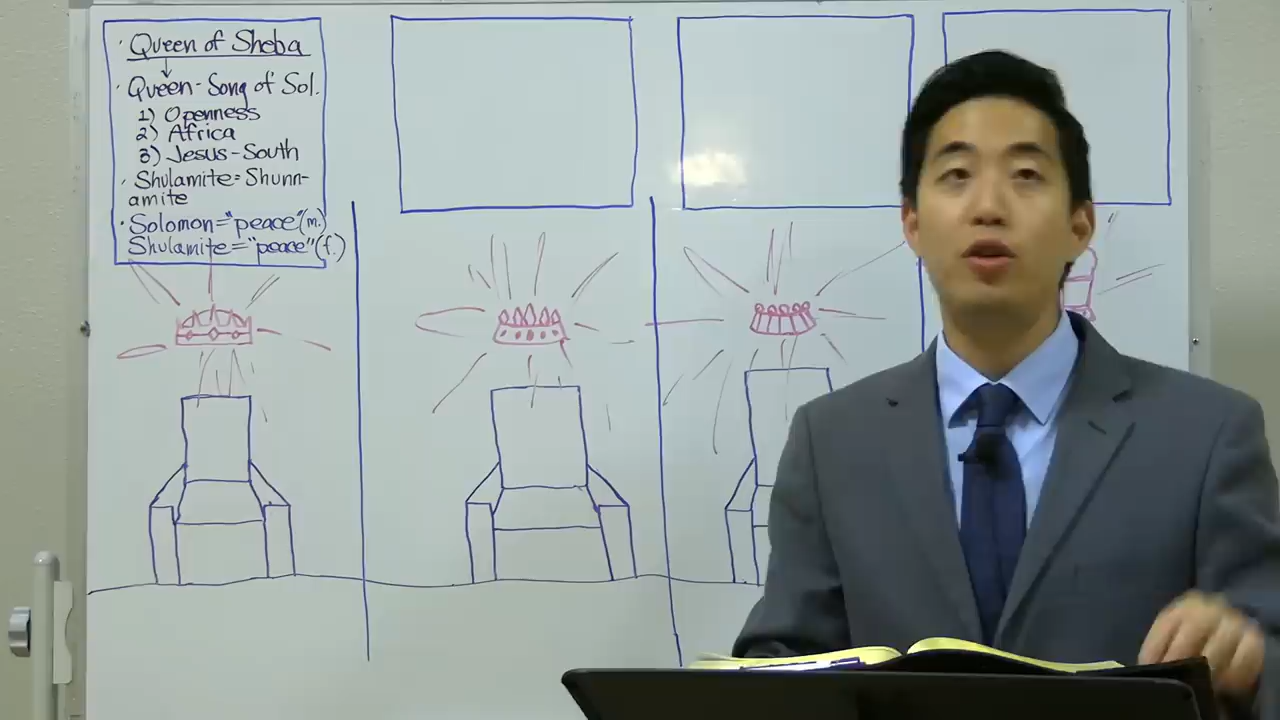 · Queen of Sheba
· Queen-Song of Sol.
1) Openness
2) Africa
3) Jesus-South
· Shulamite=Shunn-
amite
· Solomon="peace"(m.)
Shulamite="peace"(f.)